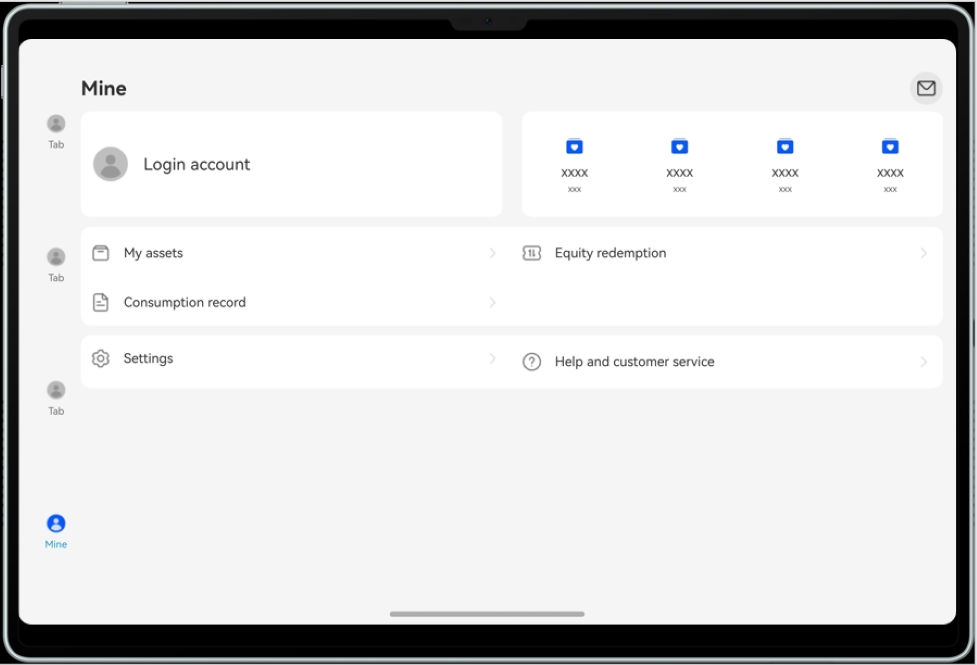 Mine
Tab
Login account
XXXX XXXX XXXX XXXX
XXX XXX XXX XXX
My assets
Equity redemption
Tab
Consumption record
Settings
Help and customer service
Tab
Mine